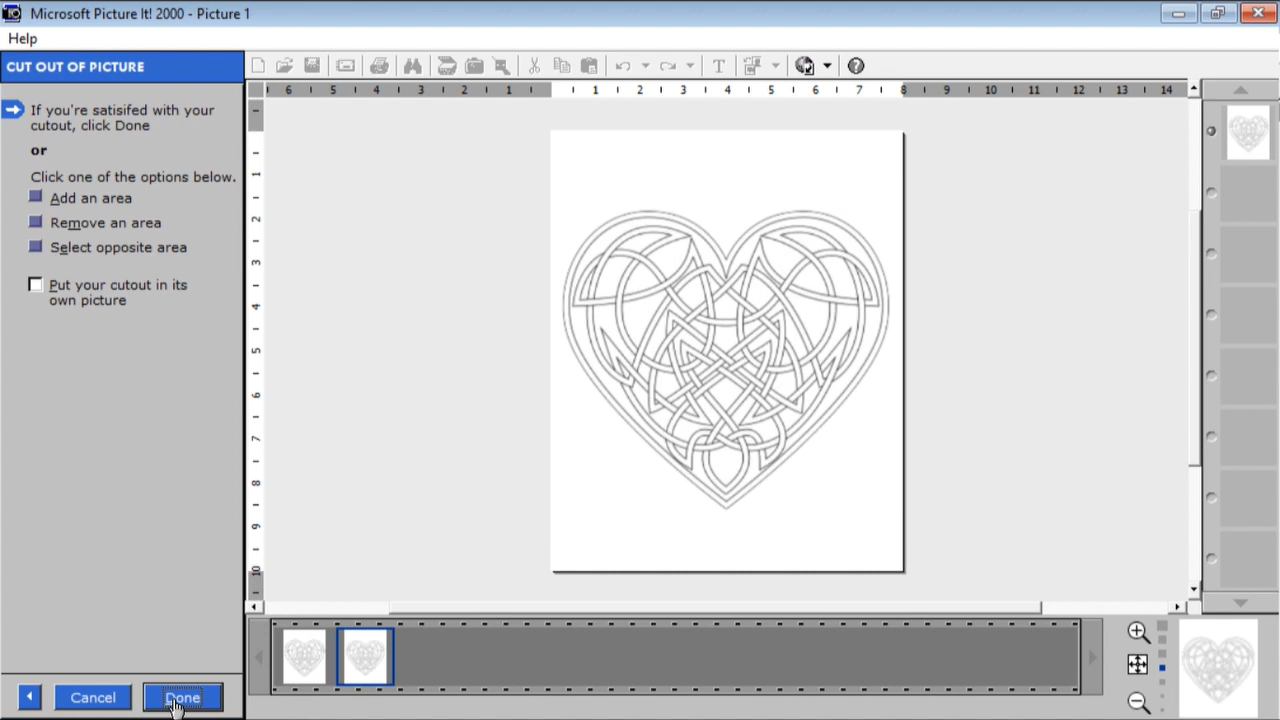 Microsoft Picture It! 2000 - Picture 1
Help
CUT OUT OF PICTURE
If you're satisifed with your
cutout, click Done
or
Click one of the options below.
Add an area
Remove an area
Select opposite area
Put your cutout in its
own picture
Cancel
Done
6 5 4 3 2 1 1 2 3 4 5 6 7 8 9 10 11 12 13 14
1
2
3
4
5
6
7
8
9
10